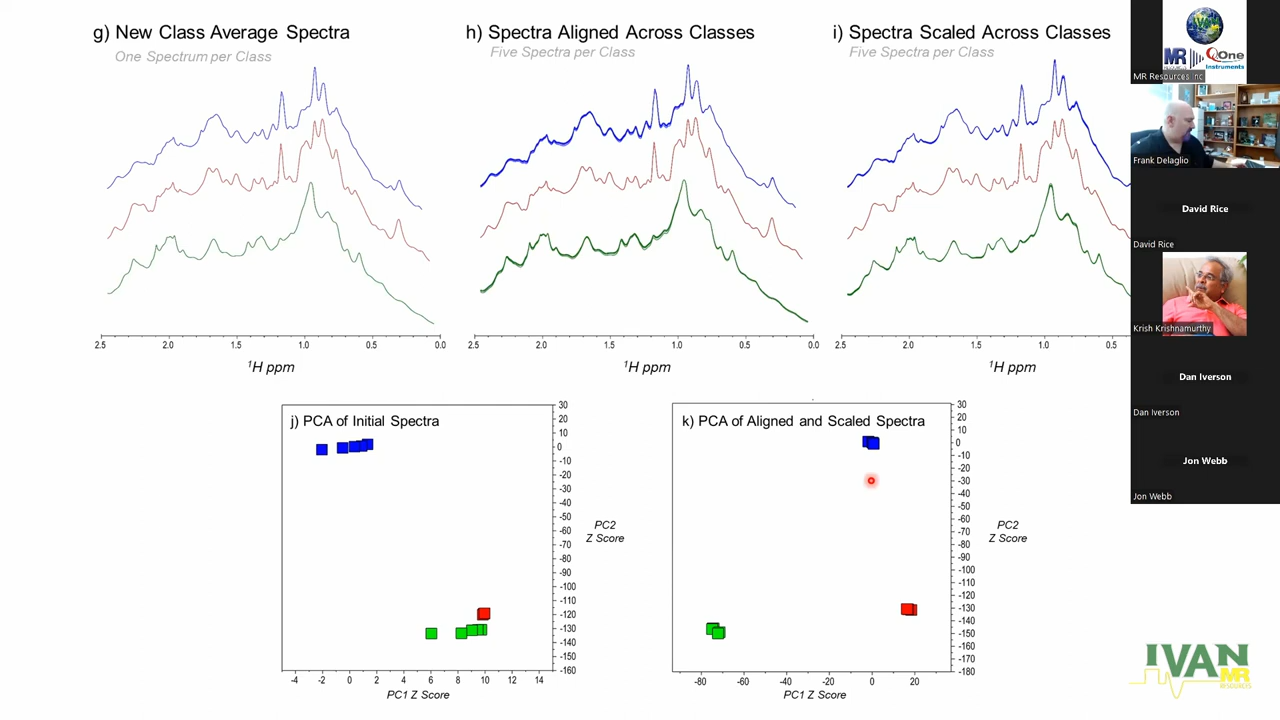 g) New Class Average Spectra
One Spectrum per Class
h) Spectra Aligned Across Classes
Five Spectra per Class
i) Spectra Scaled Across Classes
Five Spectra per Class
2.5 2.0 1.5 1.0 0.5 0.0
¹H ppm
2.5 2.0 1.5 1.0 0.5 0.0
¹H ppm
2.5 2.0 1.5 1.0 0.5
¹H ppm
j) PCA of Initial Spectra
30
20
10
0
-10
-20
-30
-40
-50
-60
-70
-80
-90
-100
-110
-120
-130
-140
-150
-160
PC2
Z Score
-4 -2 0 2 4 6 8 10 12 14
PC1 Z Score
k) PCA of Aligned and Scaled Spectra
30
20
10
0
-10
-20
-30
-40
-50
-60
-70
-80
-90
-100
-110
-120
-130
-140
-150
-160
-170
-180
PC2
Z Score
-80 -60 -40 -20 0 20
PC1 Z Score
MR
QOne
Instruments
MR Resources Inc
Frank Delaglio
David Rice
David Rice
Krish Krishnamurthy
Dan Iverson
Dan Iverson
Jon Webb
Jon Webb
IVAN
MR
RESOURCES